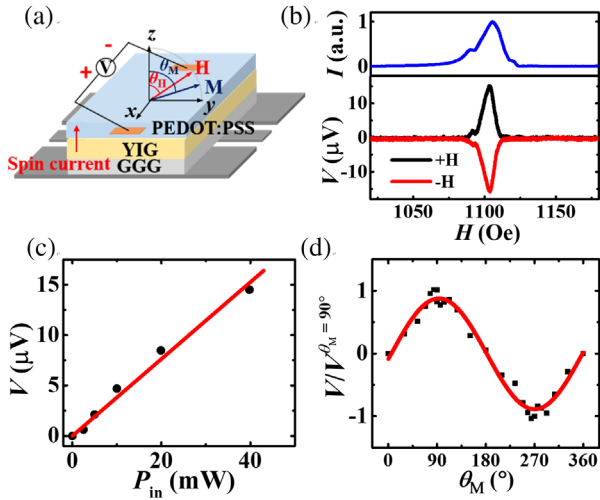 (a)
z
-
V
+
θM
H
θH
M
x
y
PEDOT:PSS
Spin current
YIG
GGG
(b)
I (a.u.)
1
0
V (μV)
10
0
-10
+H
-H
1050
1100
1150
H (Oe)
(c)
V (μV)
15
10
5
0
0
20
40
Pin (mW)
(d)
V/V^θM = 90°
1
0
-1
0
90
180
270
360
θM (°)